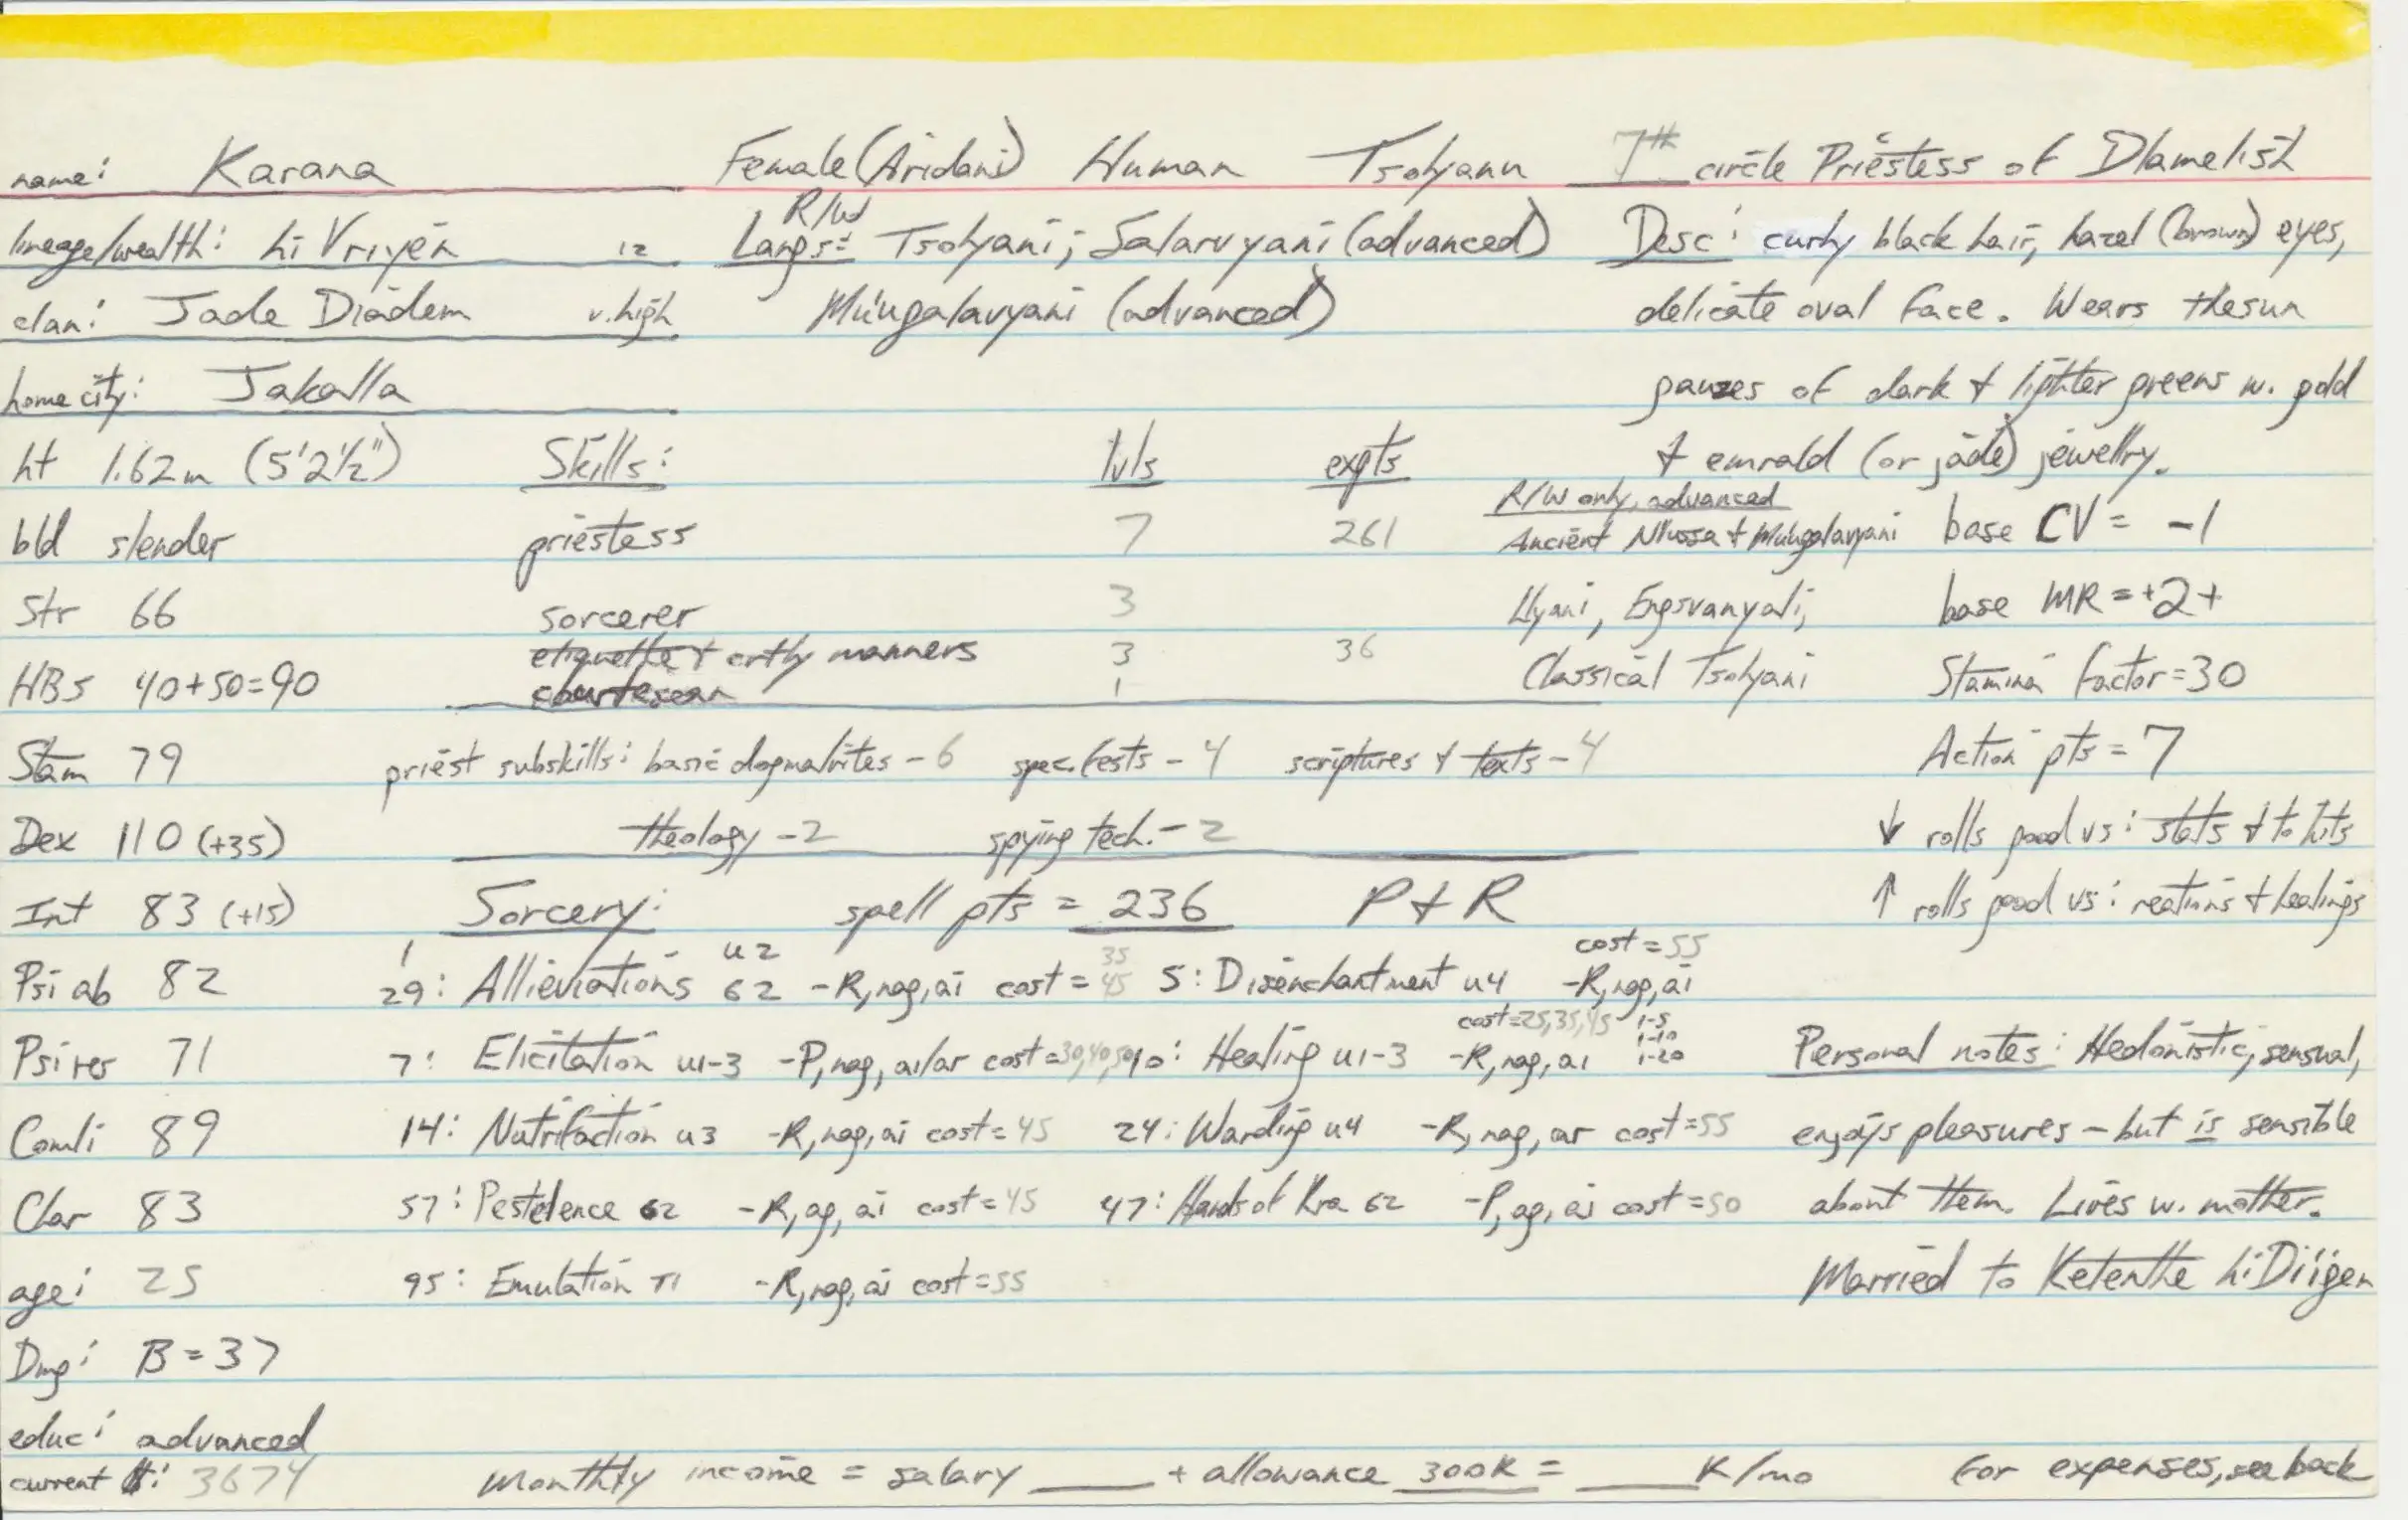 name: Karana Female (Aridani) Human Tsolyanu 7th circle Priestess of Dlamelish
lineage/wealth: hi Vriyen 12 R/W Langs: Tsolyani; Salarvyani (advanced) Desc: curly black hair, hazel (brown) eyes,
clan: Jade Diadem v. high Mu'ugalavyani (advanced) delicate oval face. Wears thesun
home city: Jakalla gauzes of dark & lighter greens w. gold
ht 1.62m (5'2½") Skills: lvls expts & emrald (or jade) jewellry.
R/W only, advanced
bld slender priestess 7 261 Ancient N'lussa & Mu'ugalavyani base CV = -1
Str 66 sorcerer 3 Llyani, Engsvanyali, base MR = +2+
etiquette & crtly manners 3 36
HBS 40+50=90 courtesean 1 Classical Tsolyani Stamina factor=30
Stam 79 priest subskills: basic dogma/rites - 6 spec. fests - 4 scriptures & texts - 4 Action pts = 7
Dex 110 (+35) theology - 2 spying tech. - 2 ↓ rolls good vs: stats & to hits
Int 83 (+15) Sorcery: spell pts = 236 P & R ↑ rolls good vs: reations & healings
1 u2 35 cost = 55
Psi ab 82 29: Allieviations 62 -R, nag, ai cost = 45 5: Disenchantment u4 -R, nag, ai
cost=25,35,45 1-5
1-10
Psi res 71 7: Elicitation u1-3 -P, nag, ai/ar cost=30,40,50 10: Healing u1-3 -R, nag, ai 1-20 Personal notes: Hedonistic, sensual,
Comli 89 14: Nutrifaction u3 -R, nag, ai cost=45 24: Warding u4 -R, nag, ar cost=55 enjoys pleasures - but is sensible
Char 83 57: Pestelence 62 -R, ag, ai cost=45 47: Hands of Kra 62 -P, ag, ai cost=50 about them. Lives w. mother.
age: 25 95: Emulation T1 -R, nag, ai cost=55 Married to Ketenthe hiDiigen
Dmg: B=37
educ: advanced
current #: 3674 Monthly income = salary ____ + allowance 300K = ____ K/mo for expenses, see back